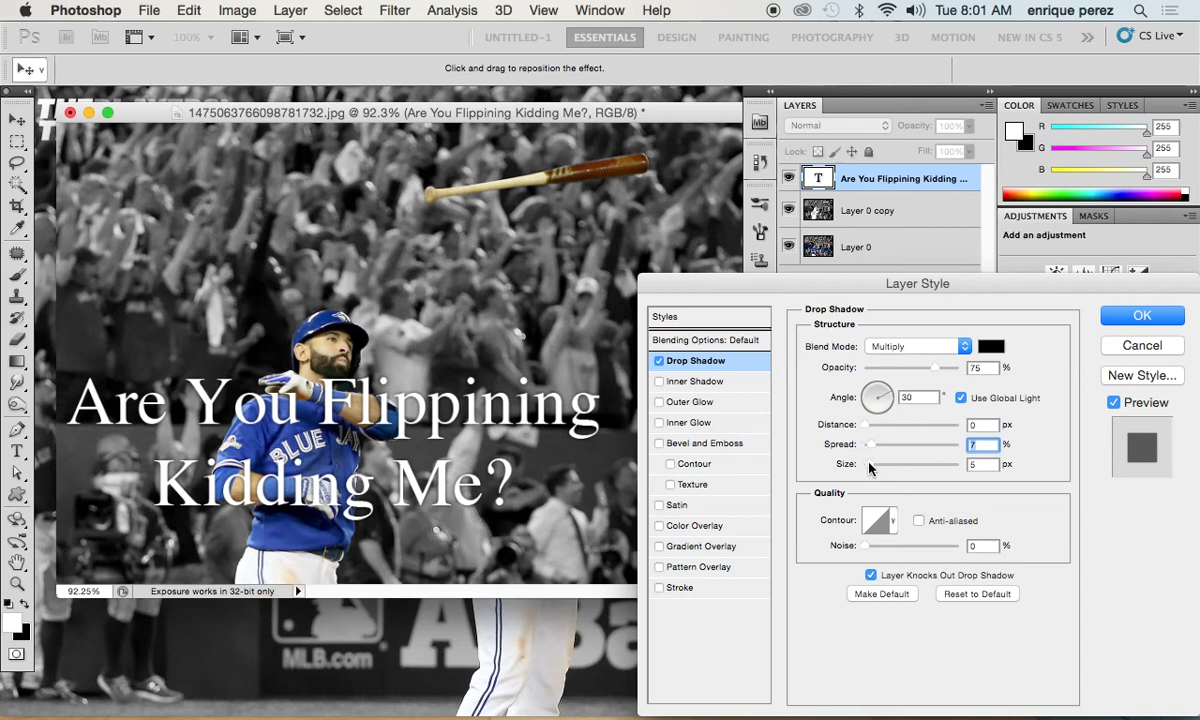 Photoshop File Edit Image Layer Select Filter Analysis 3D View Window Help Tue 8:01 AM enrique perez
Ps Br Mb 100% UNTITLED-1 ESSENTIALS DESIGN PAINTING PHOTOGRAPHY 3D MOTION NEW IN CS 5 CS Live
Click and drag to reposition the effect.
1475063766098781732.jpg @ 92.3% (Are You Flippining Kidding Me?, RGB/8) *
Are You Flippining
Kidding Me?
BLUE JA
92.25% Exposure works in 32-bit only
MLB.com
Mb
LAYERS
Normal Opacity: 100%
Lock: Fill: 100%
T Are You Flippining Kidding ...
Layer 0 copy
Layer 0
COLOR SWATCHES STYLES
R 255
G 255
B 255
ADJUSTMENTS MASKS
Add an adjustment
Layer Style
Styles
Blending Options: Default
Drop Shadow
Inner Shadow
Outer Glow
Inner Glow
Bevel and Emboss
Contour
Texture
Satin
Color Overlay
Gradient Overlay
Pattern Overlay
Stroke
Drop Shadow
Structure
Blend Mode: Multiply
Opacity: 75 %
Angle: 30 ° Use Global Light
Distance: 0 px
Spread: 7 %
Size: 5 px
Quality
Contour: Anti-aliased
Noise: 0 %
Layer Knocks Out Drop Shadow
Make Default Reset to Default
OK
Cancel
New Style...
Preview